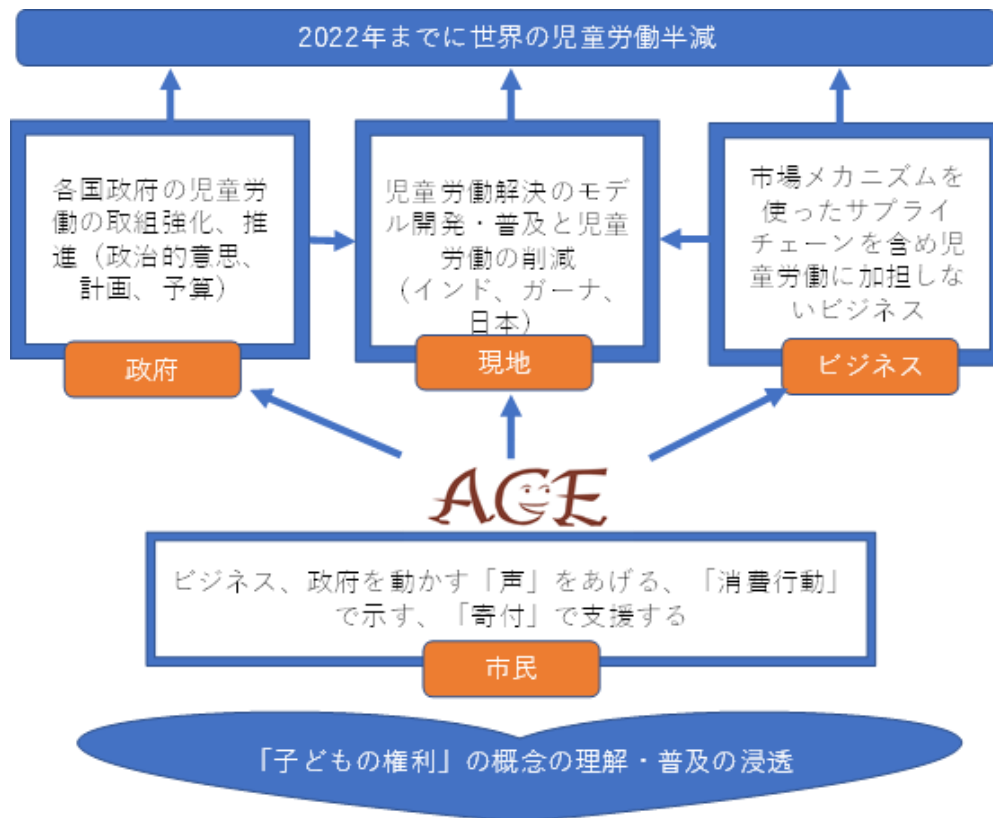 2022年までに世界の児童労働半減
各国政府の児童労
働の取組強化、推
進（政治的意思、
計画、予算）
政府
児童労働解決のモ
デル開発・普及と児童
労働の削減
（インド、ガーナ、
日本）
現地
市場メカニズムを
使ったサプライ
チェーンを含め児
童労働に加担しな
いビジネス
ビジネス
ACE
ビジネス、政府を動かす「声」をあげる、「消費行動」
で示す、「寄付」で支援する
市民
「子どもの権利」の概念の理解・普及の浸透